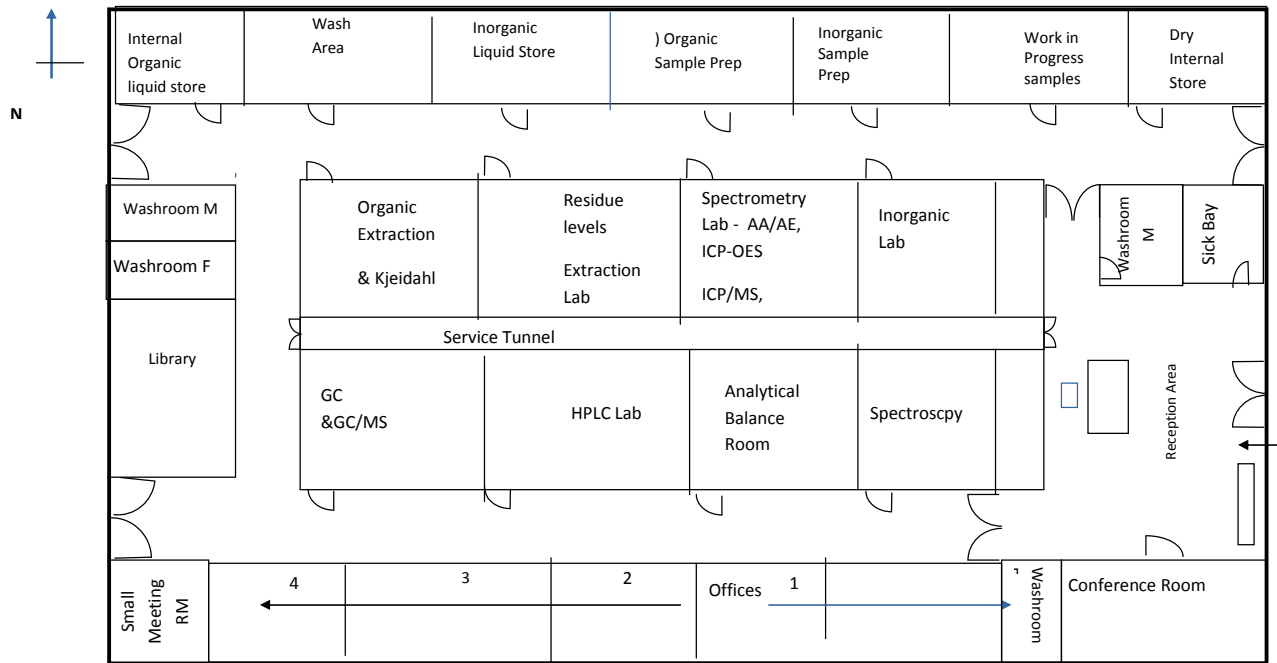 N
Internal
Organic
liquid store
Wash
Area
Inorganic
Liquid Store
) Organic
Sample Prep
Inorganic
Sample
Prep
Work in
Progress
samples
Dry
Internal
Store
Washroom M
Washroom F
Library
Organic
Extraction
& Kjeidahl
Residue
levels
Extraction
Lab
Spectrometry
Lab - AA/AE,
ICP-OES
ICP/MS,
Inorganic
Lab
Washroom
M
Sick Bay
Service Tunnel
GC
&GC/MS
HPLC Lab
Analytical
Balance
Room
Spectroscpy
Reception Area
Small
Meeting
RM
4
3
2
Offices
1
Washroom
Conference Room